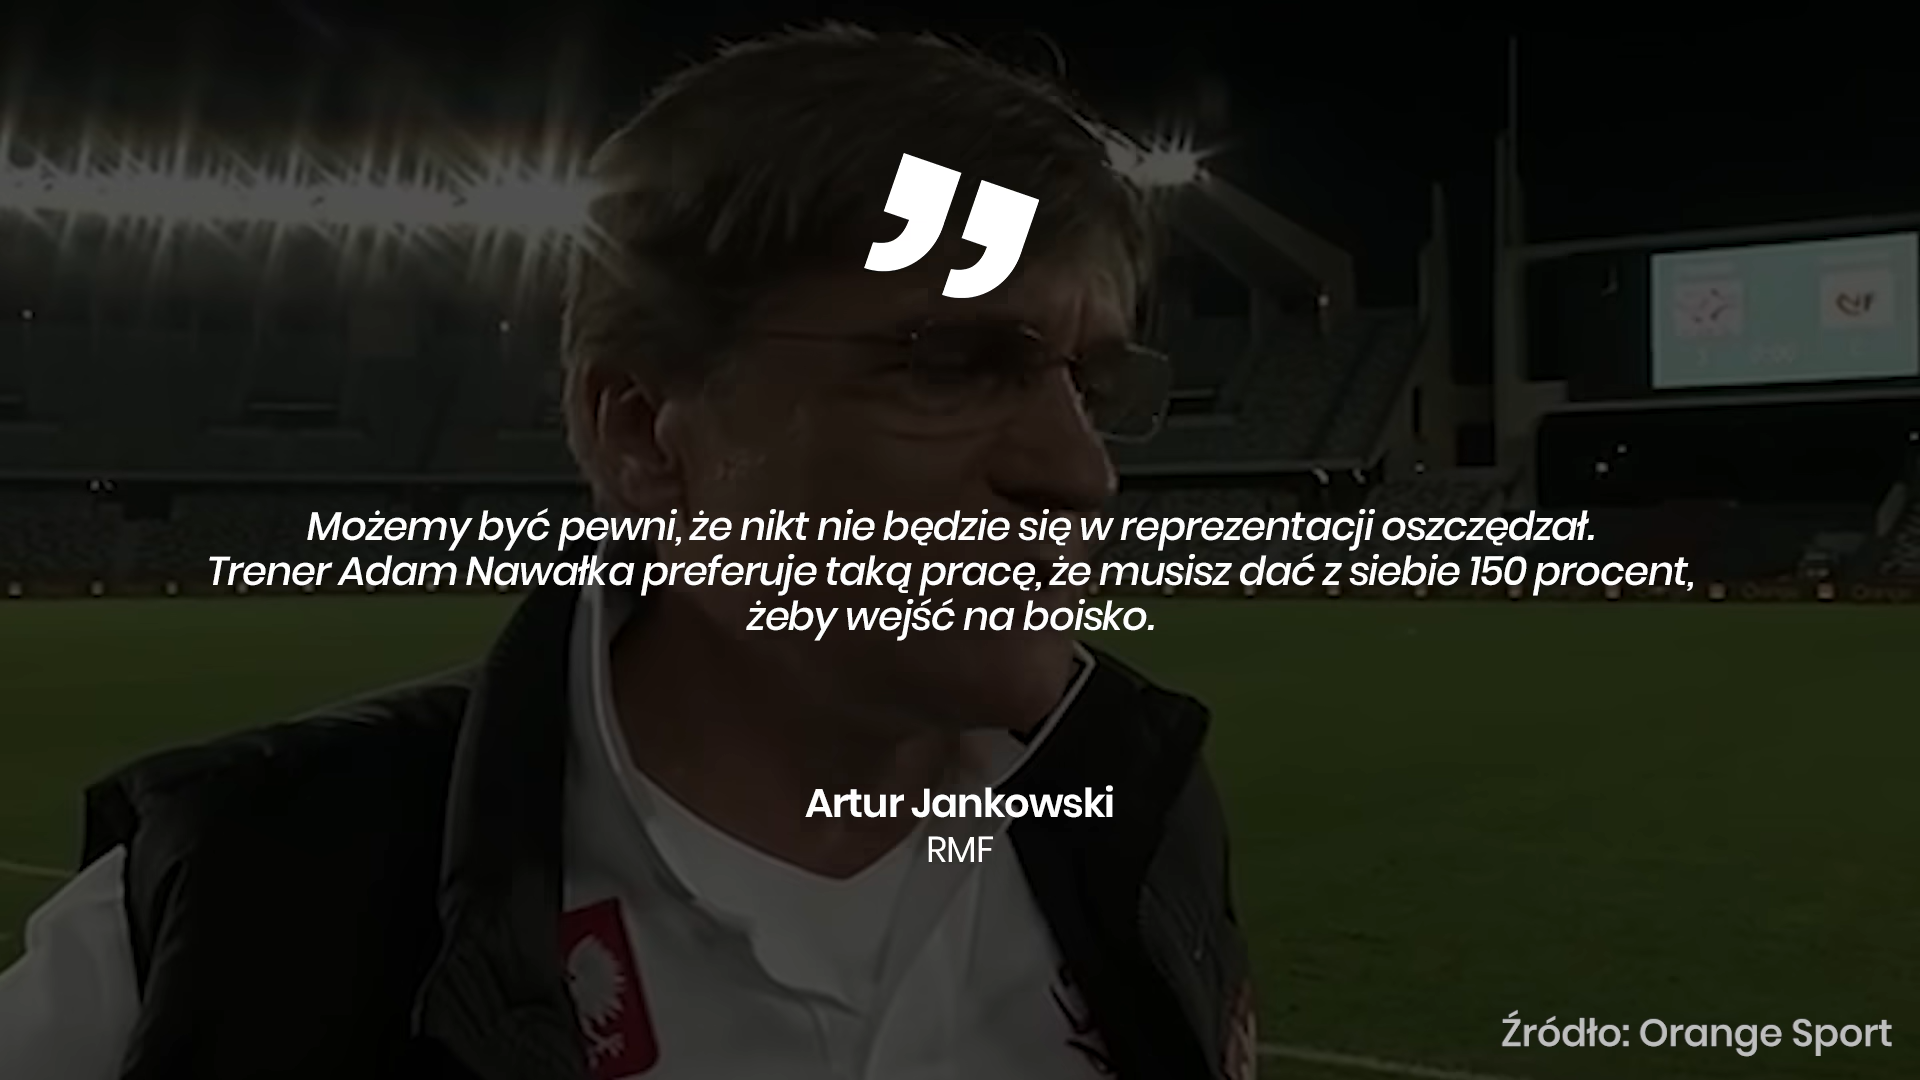 Możemy być pewni, że nikt nie będzie się w reprezentacji oszczędzał.
Trener Adam Nawałka preferuje taką pracę, że musisz dać z siebie 150 procent,
żeby wejść na boisko.
Artur Jankowski
RMF
Źródło: Orange Sport